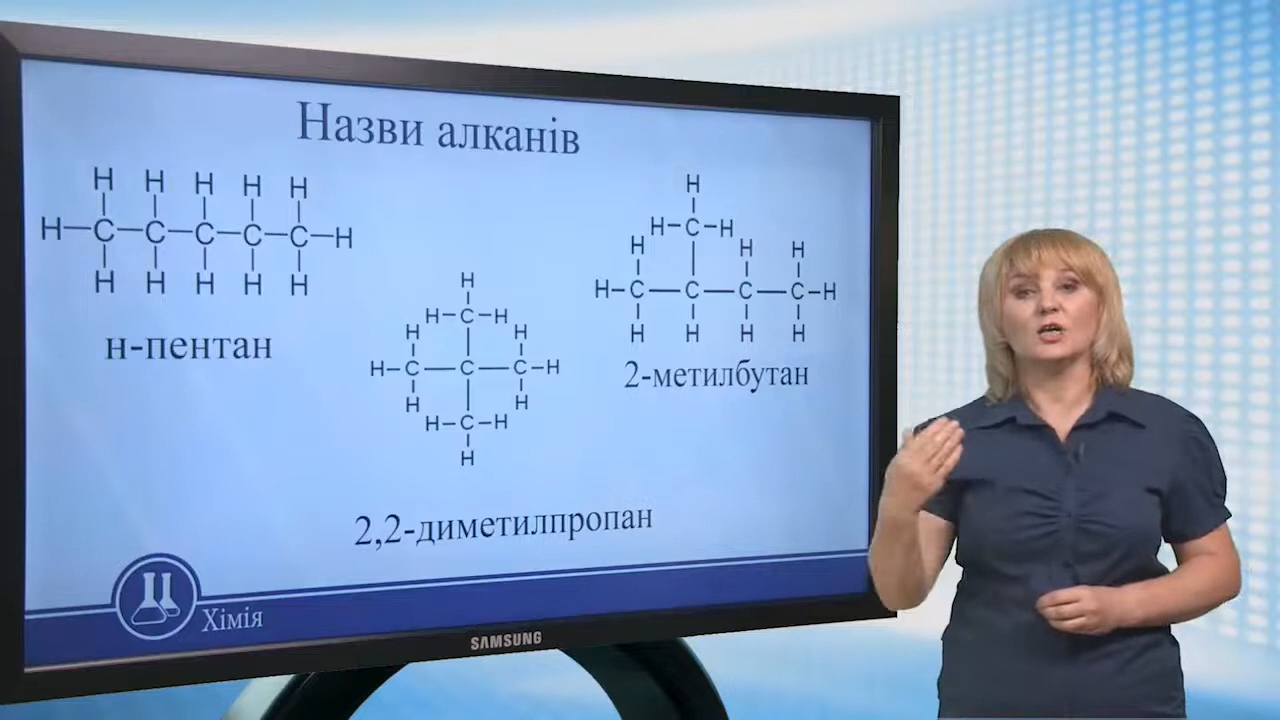 Назви алканів
н-пентан
2-метилбутан
2,2-диметилпропан
Хімія
SAMSUNG